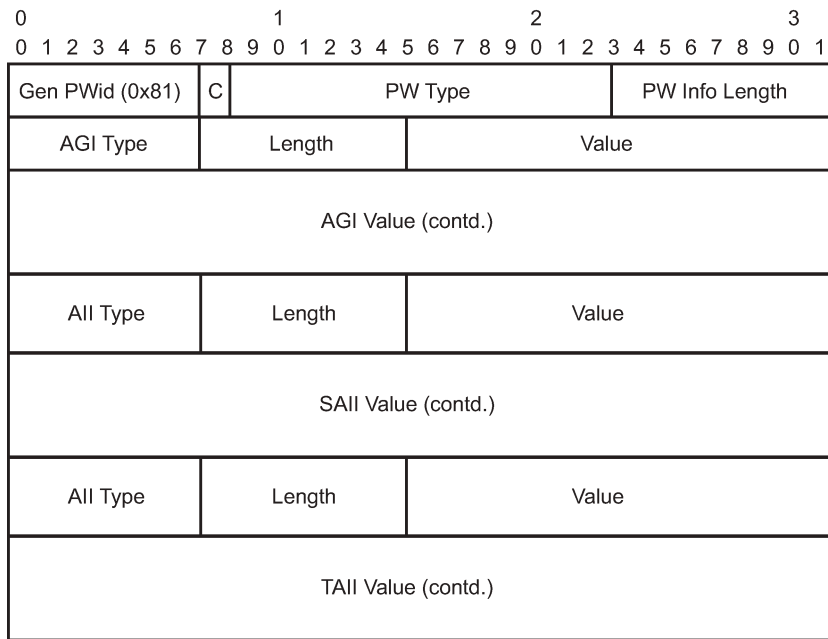 0 1 2 3
0 1 2 3 4 5 6 7 8 9 0 1 2 3 4 5 6 7 8 9 0 1 2 3 4 5 6 7 8 9 0 1
Gen PWid (0x81) C PW Type PW Info Length
AGI Type Length Value
AGI Value (contd.)
AII Type Length Value
SAII Value (contd.)
AII Type Length Value
TAII Value (contd.)